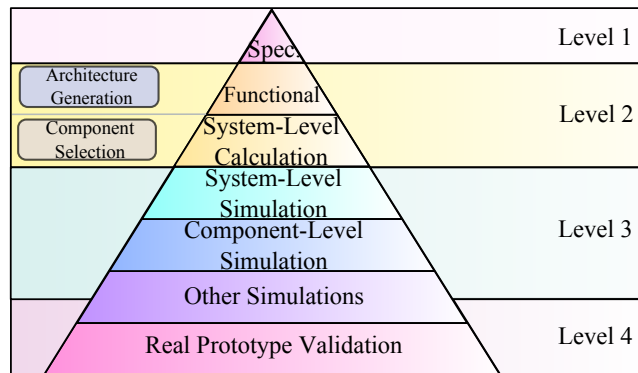 Spec.
Level 1
Architecture
Generation
Functional
Level 2
Component
Selection
System-Level
Calculation
System-Level
Simulation
Level 3
Component-Level
Simulation
Other Simulations
Real Prototype Validation
Level 4